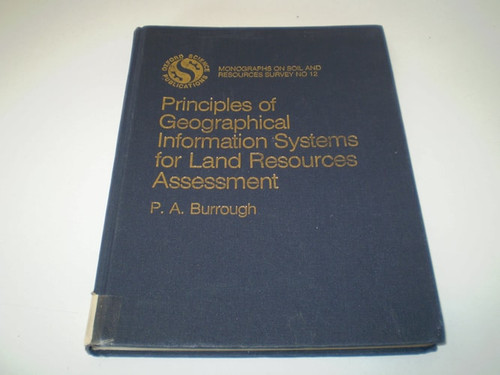 OXFORD SCIENCE
PUBLICATIONS
MONOGRAPHS ON SOIL AND
RESOURCES SURVEY NO 12
Principles of
Geographical
Information Systems
for Land Resources
Assessment
P. A. Burrough